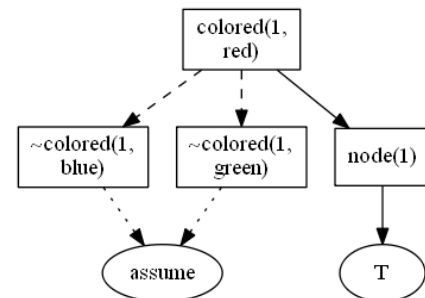 colored(1,
red)
~colored(1,
blue)
~colored(1,
green)
node(1)
assume
T